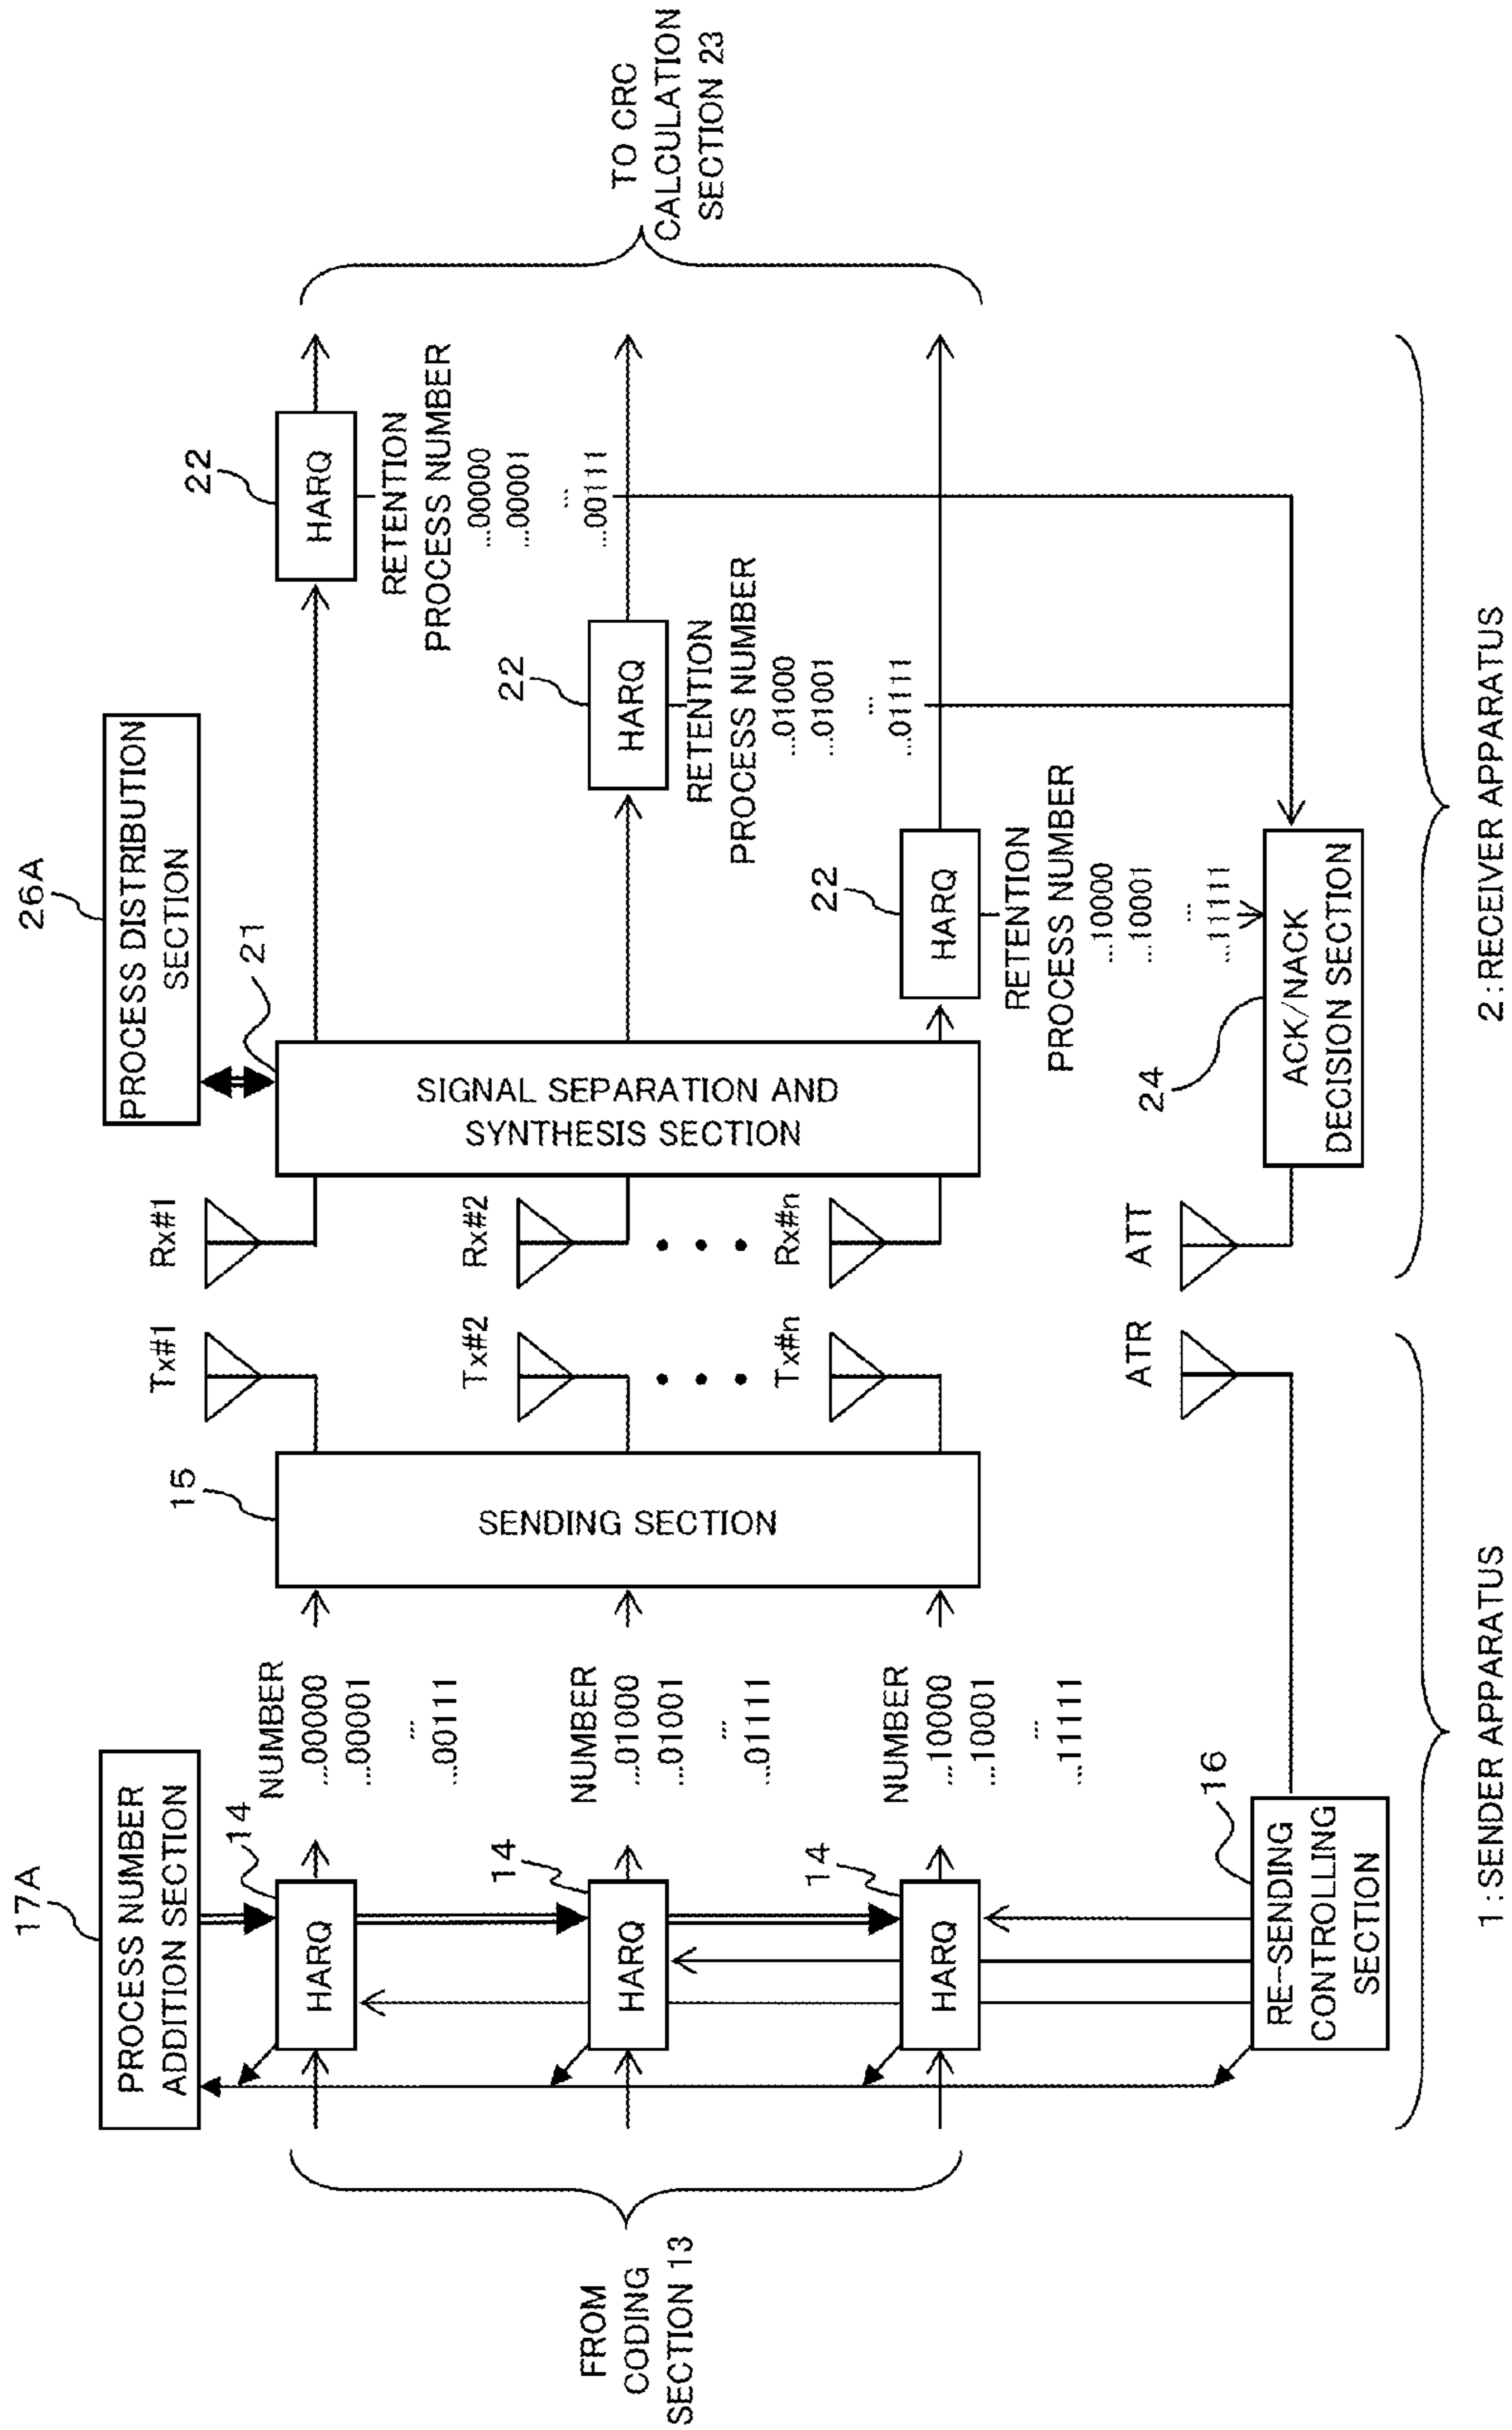 17A
PROCESS NUMBER
ADDITION SECTION
14
HARQ
NUMBER
...00000
...00001
...
...00111
14
HARQ
NUMBER
...01000
...01001
...
...01111
14
HARQ
NUMBER
...10000
...10001
...
...11111
FROM
CODING
SECTION 13
16
RE-SENDING
CONTROLLING
SECTION
15
SENDING SECTION
Tx#1
Tx#2
Tx#n
ATR
1:SENDER APPARATUS
Rx#1
Rx#2
Rx#n
ATT
26A
PROCESS DISTRIBUTION
SECTION
21
SIGNAL SEPARATION AND
SYNTHESIS SECTION
22
HARQ
RETENTION
PROCESS NUMBER
...00000
...00001
...
...00111
22
HARQ
RETENTION
PROCESS NUMBER
...01000
...01001
...
...01111
22
HARQ
RETENTION
PROCESS NUMBER
...10000
...10001
...
...11111
24
ACK/NACK
DECISION SECTION
TO CRC
CALCULATION
SECTION 23
2:RECEIVER APPARATUS